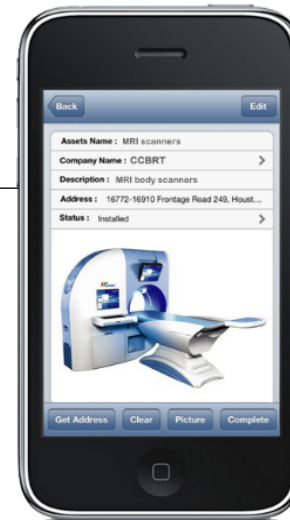 Back Edit
Assets Name : MRI scanners
Company Name : CCBRT
Description : MRI body scanners
Address : 16772-16910 Frontage Road 249, Houst...
Status : Installed
Get Address Clear Picture Complete